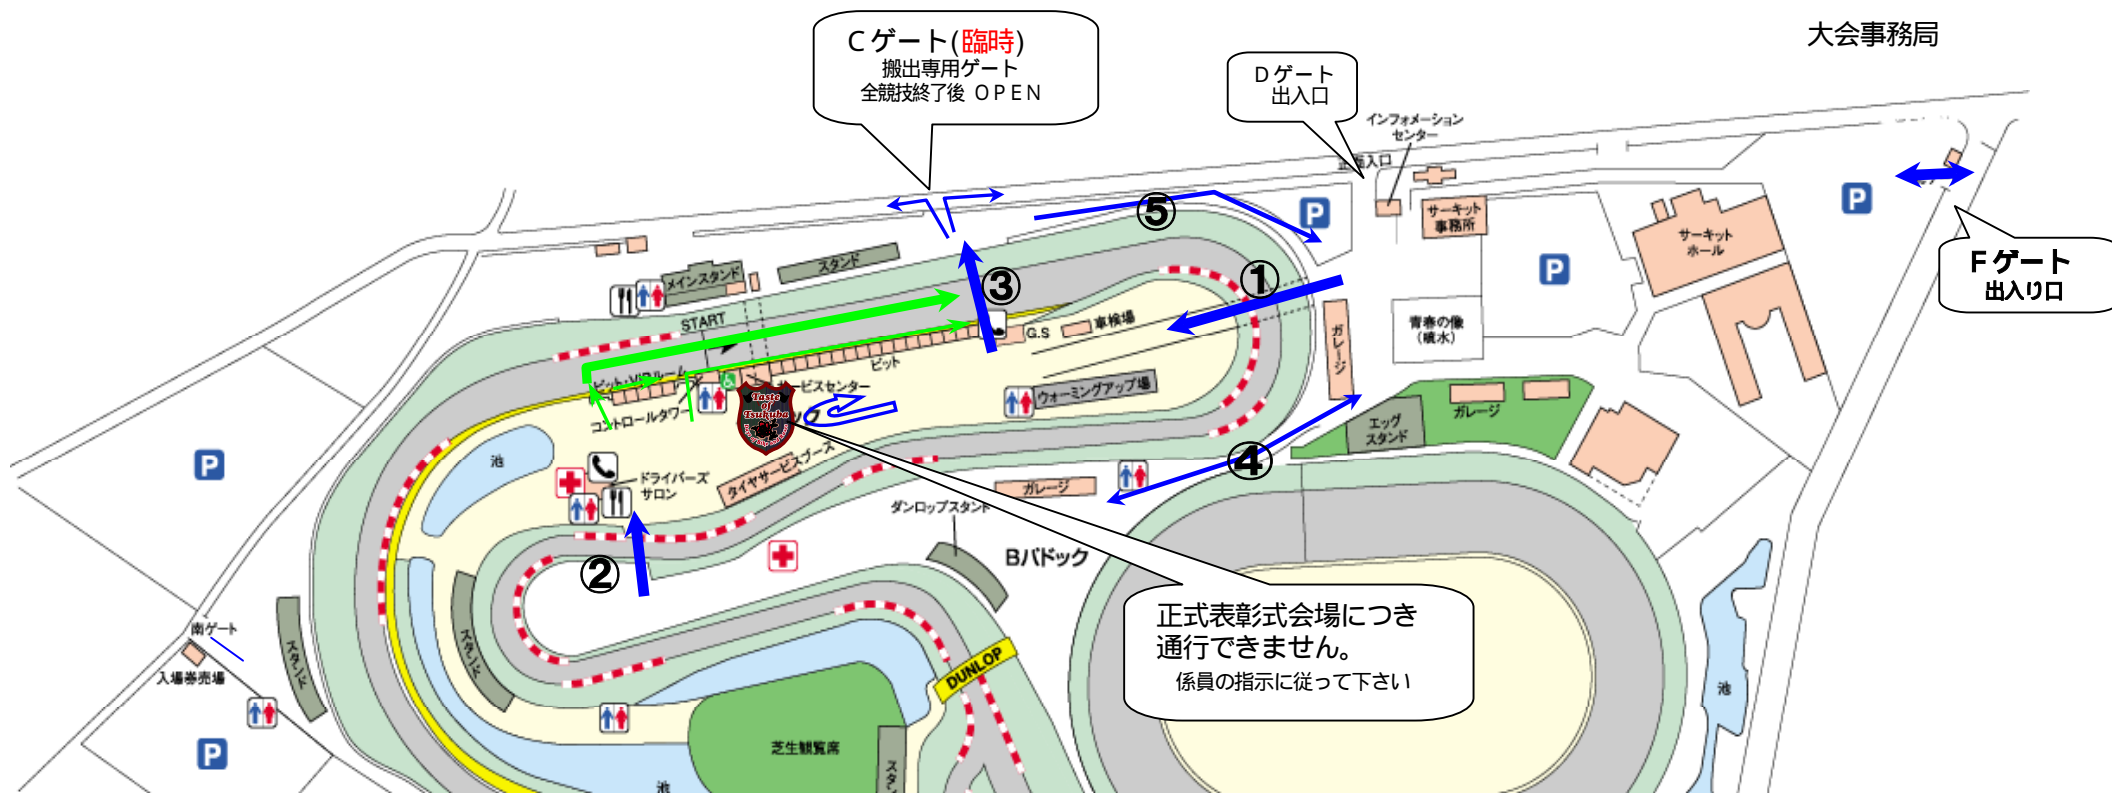 大会事務局
Cゲート(臨時)
搬出専用ゲート
全競技終了後 OPEN
Dゲート
出入口
インフォメーション
センター
正面入口
サーキット
事務所
サーキット
ホール
Fゲート
出入り口
⑤
①
③
スタンド
メインスタンド
START
G.S
車検場
ピット
ガレージ
青春の像
(噴水)
ピット・VIPルーム
サービスセンター
コントロールタワー
Taste
of
Tsukuba
ウォーミングアップ場
エッグ
スタンド
ガレージ
④
池
ドライバーズ
サロン
タイヤサービスブース
ガレージ
ダンロップスタンド
Bパドック
②
スタンド
スタンド
南ゲート
入場券売場
DUNLOP
正式表彰式会場につき
通行できません。
係員の指示に従って下さい
芝生観覧席
池
池
P
P
P
P
P